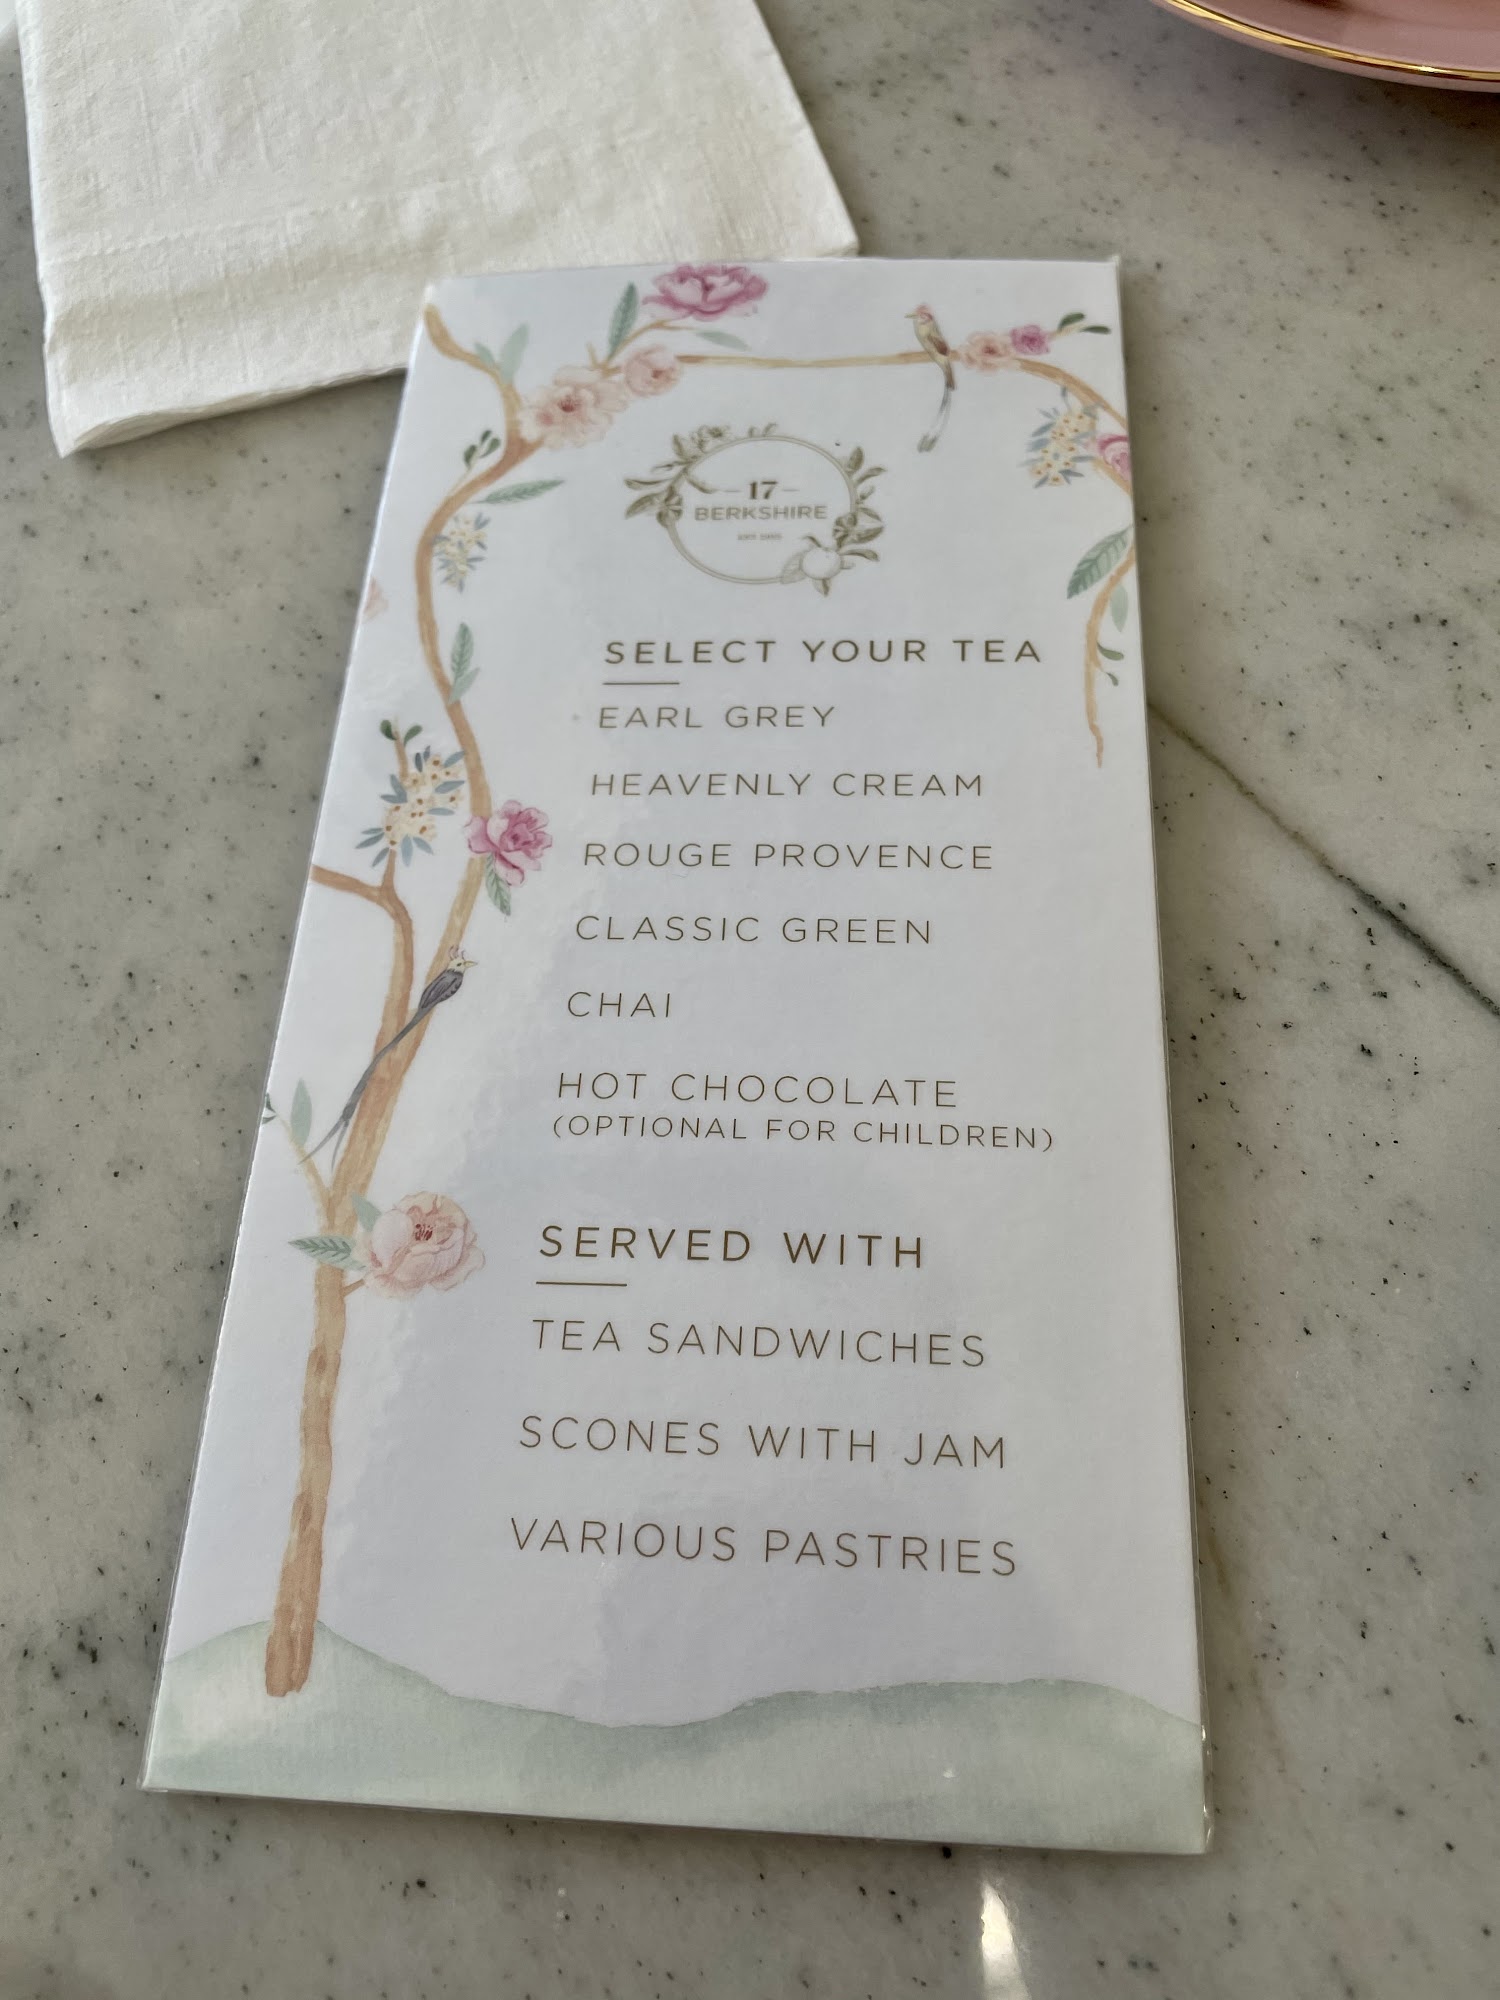 17
BERKSHIRE
SELECT YOUR TEA
EARL GREY
HEAVENLY CREAM
ROUGE PROVENCE
CLASSIC GREEN
CHAI
HOT CHOCOLATE
(OPTIONAL FOR CHILDREN)
SERVED WITH
TEA SANDWICHES
SCONES WITH JAM
VARIOUS PASTRIES